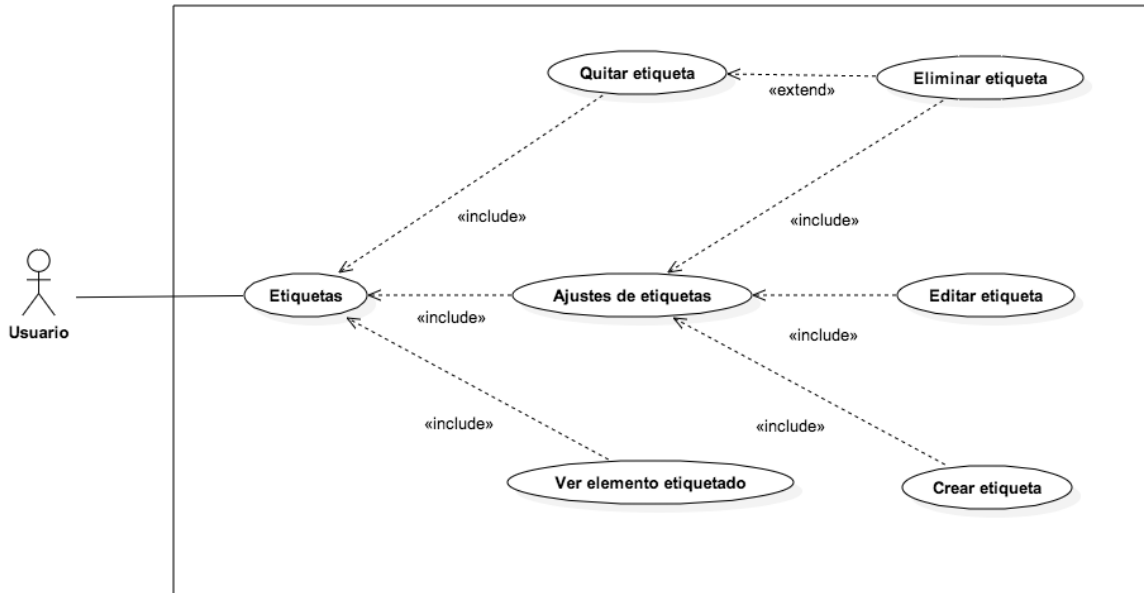 Quitar etiqueta
Eliminar etiqueta
«extend»
«include»
«include»
Usuario
Etiquetas
Ajustes de etiquetas
Editar etiqueta
«include»
«include»
«include»
«include»
Ver elemento etiquetado
Crear etiqueta